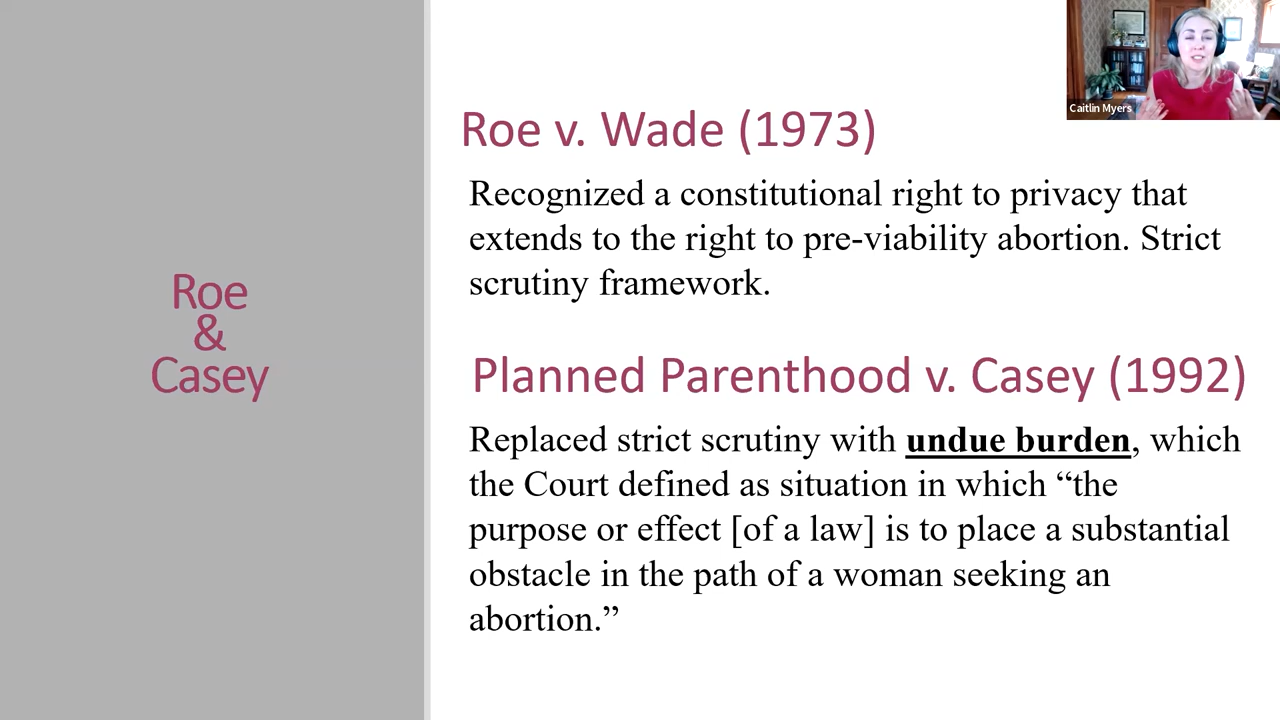 Caitlin Myers
Roe
&
Casey
Roe v. Wade (1973)
Recognized a constitutional right to privacy that
extends to the right to pre-viability abortion. Strict
scrutiny framework.
Planned Parenthood v. Casey (1992)
Replaced strict scrutiny with undue burden, which
the Court defined as situation in which “the
purpose or effect [of a law] is to place a substantial
obstacle in the path of a woman seeking an
abortion.”